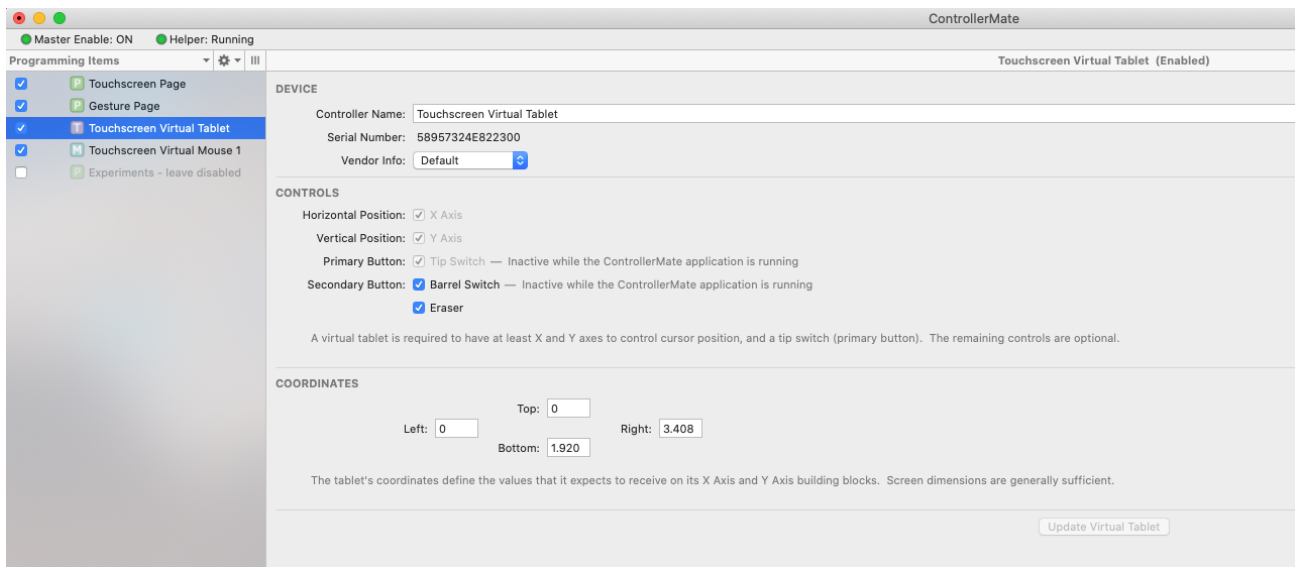 ControllerMate
Master Enable: ON Helper: Running
Programming Items
Touchscreen Virtual Tablet (Enabled)
P Touchscreen Page
P Gesture Page
T Touchscreen Virtual Tablet
M Touchscreen Virtual Mouse 1
P Experiments - leave disabled
DEVICE
Controller Name: Touchscreen Virtual Tablet
Serial Number: 58957324E822300
Vendor Info: Default
CONTROLS
Horizontal Position: X Axis
Vertical Position: Y Axis
Primary Button: Tip Switch — Inactive while the ControllerMate application is running
Secondary Button: Barrel Switch — Inactive while the ControllerMate application is running
Eraser
A virtual tablet is required to have at least X and Y axes to control cursor position, and a tip switch (primary button). The remaining controls are optional.
COORDINATES
Top: 0
Left: 0 Right: 3.408
Bottom: 1.920
The tablet's coordinates define the values that it expects to receive on its X Axis and Y Axis building blocks. Screen dimensions are generally sufficient.
Update Virtual Tablet